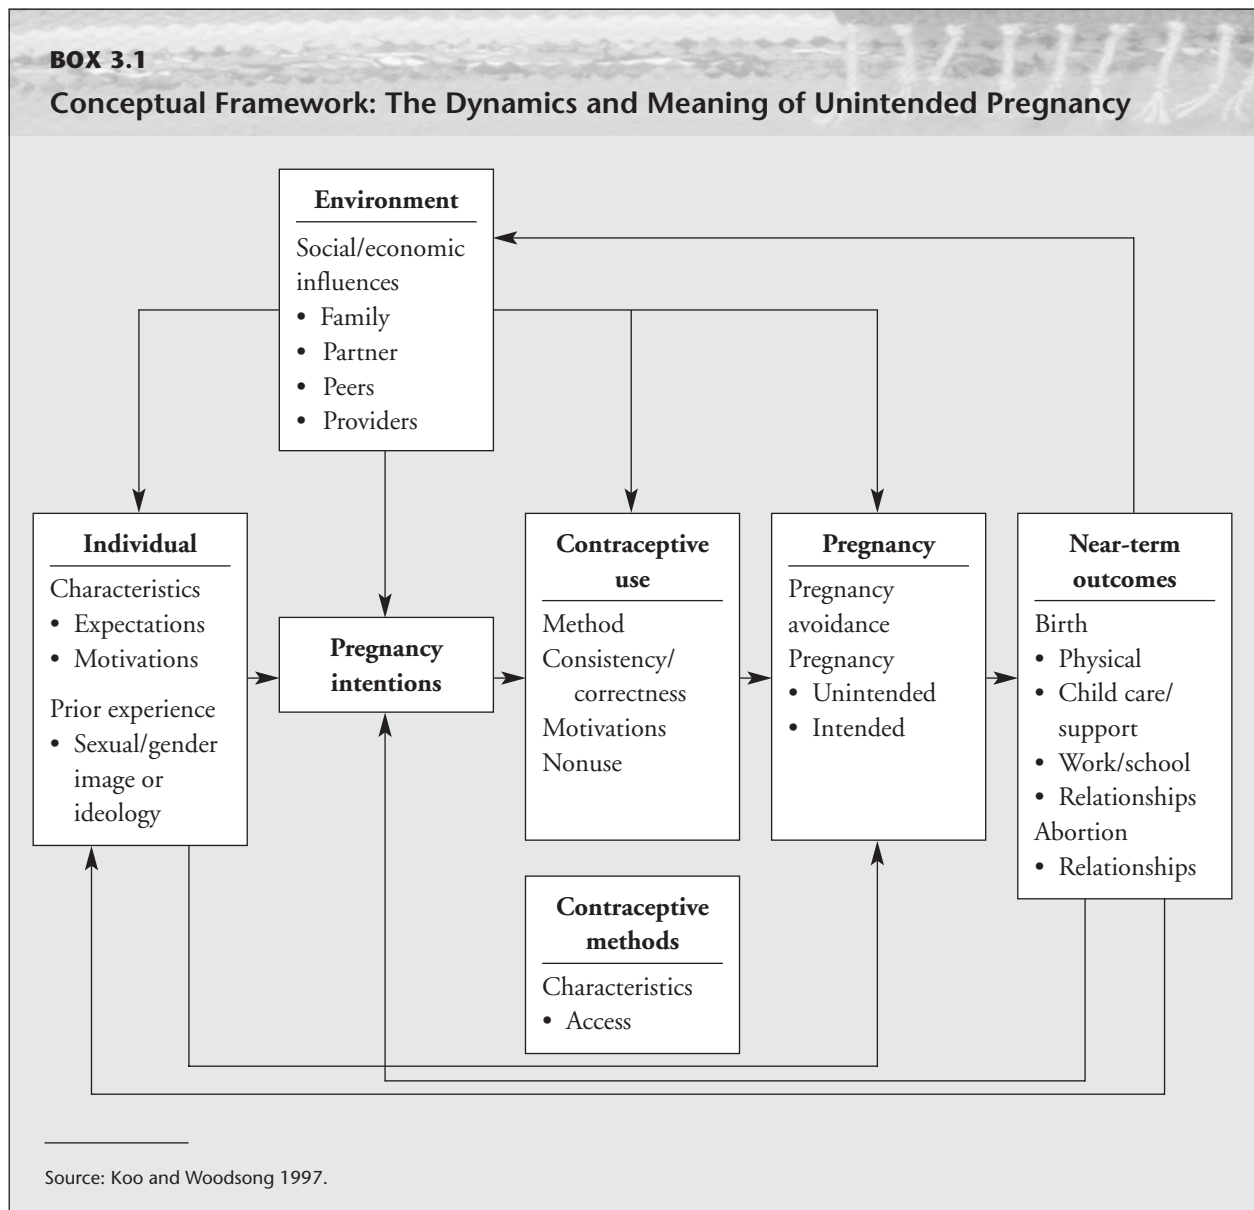 BOX 3.1
Conceptual Framework: The Dynamics and Meaning of Unintended Pregnancy
Environment
Social/economic
influences
• Family
• Partner
• Peers
• Providers
Individual
Characteristics
• Expectations
• Motivations
Prior experience
• Sexual/gender
image or
ideology
Pregnancy
intentions
Contraceptive
use
Method
Consistency/
correctness
Motivations
Nonuse
Pregnancy
Pregnancy
avoidance
Pregnancy
• Unintended
• Intended
Near-term
outcomes
Birth
• Physical
• Child care/
support
• Work/school
• Relationships
Abortion
• Relationships
Contraceptive
methods
Characteristics
• Access
Source: Koo and Woodsong 1997.